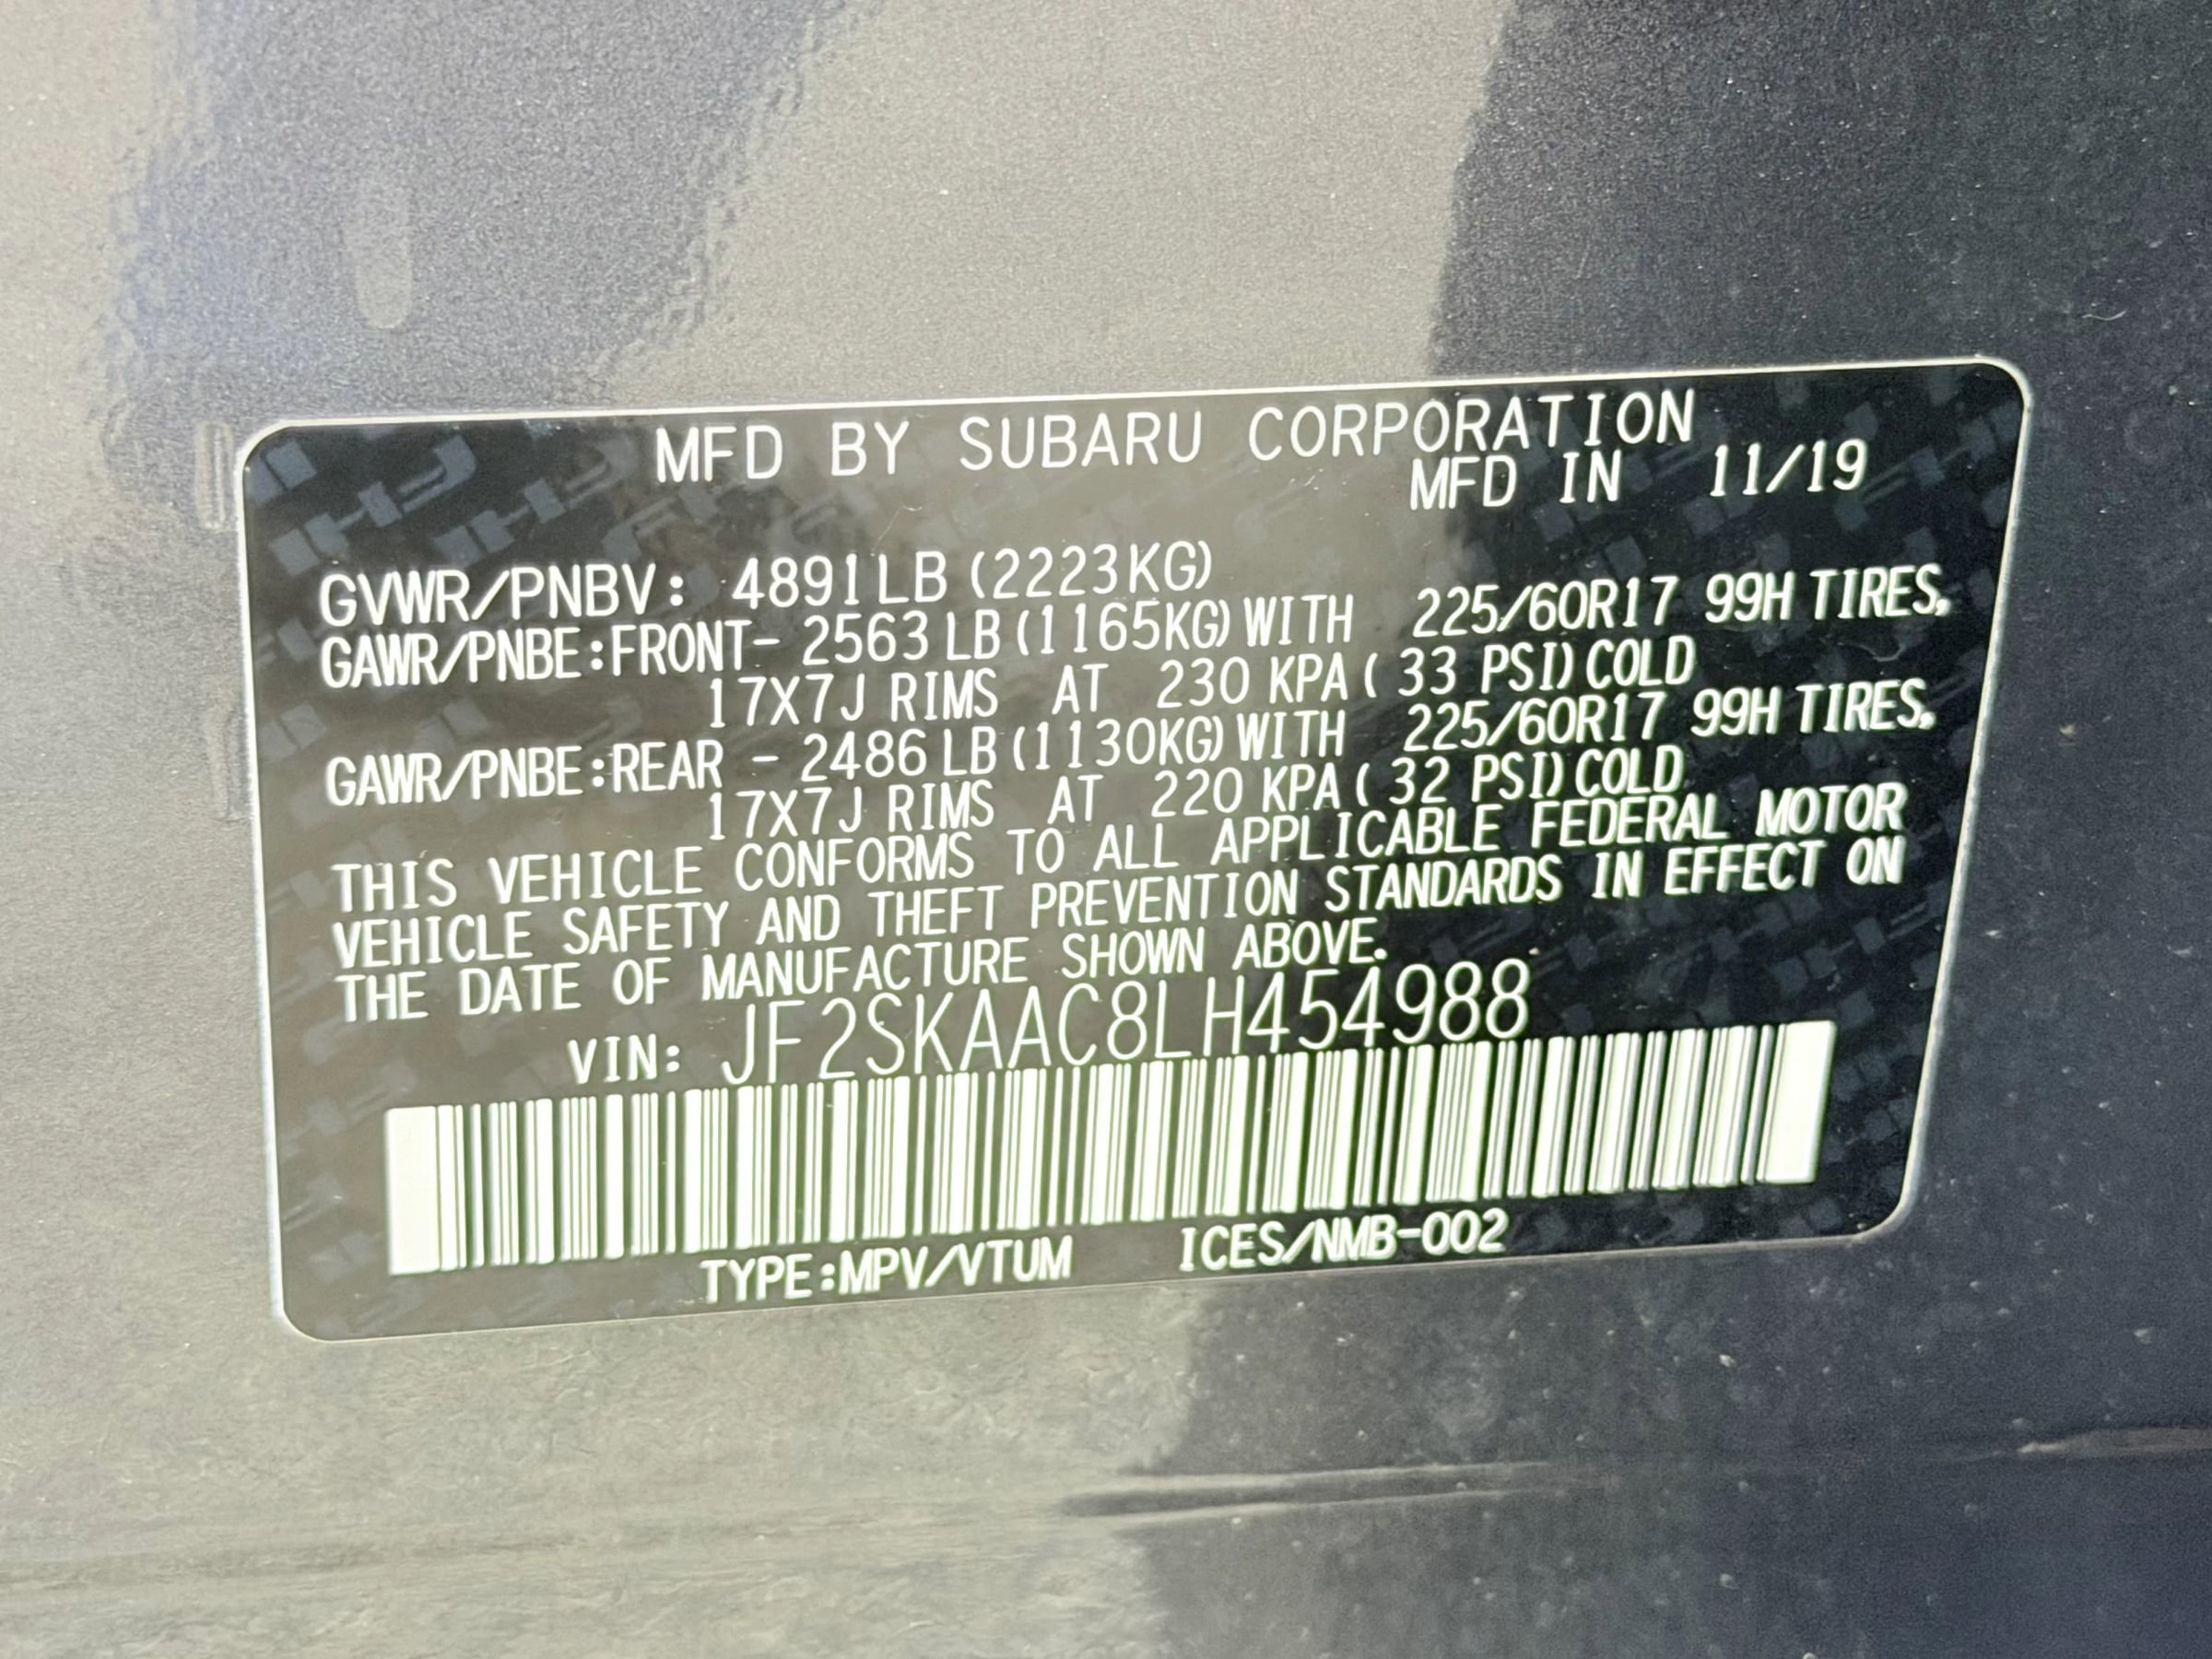 MFD BY SUBARU CORPORATION
MFD IN 11/19
GVWR/PNBV: 4891LB (2223KG)
GAWR/PNBE:FRONT- 2563 LB (1165KG) WITH 225/60R17 99H TIRES,
17X7J RIMS AT 230 KPA ( 33 PSI) COLD
GAWR/PNBE:REAR - 2486 LB (1130KG) WITH 225/60R17 99H TIRES,
17X7J RIMS AT 220 KPA ( 32 PSI) COLD
THIS VEHICLE CONFORMS TO ALL APPLICABLE FEDERAL MOTOR
VEHICLE SAFETY AND THEFT PREVENTION STANDARDS IN EFFECT ON
THE DATE OF MANUFACTURE SHOWN ABOVE.
VIN: JF2SKAAC8LH454988
TYPE:MPV/VTUM ICES/NMB-002